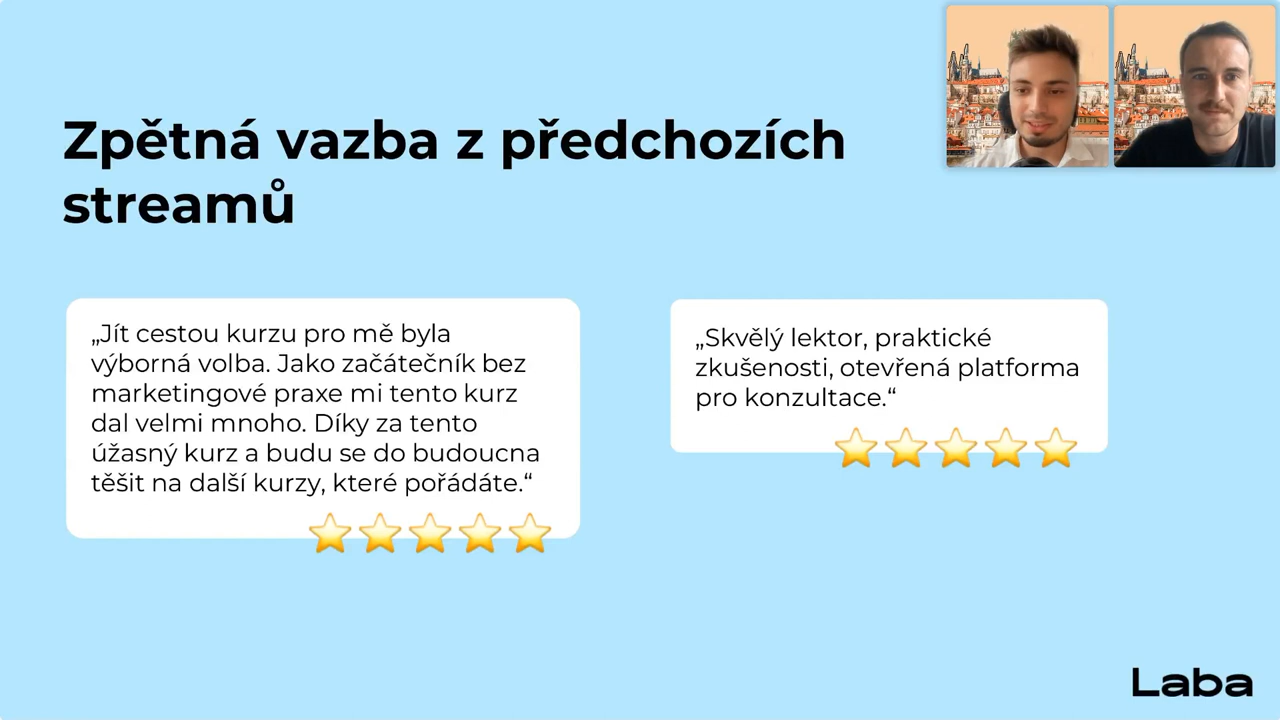 Zpětná vazba z předchozích
streamů
„Jít cestou kurzu pro mě byla
výborná volba. Jako začátečník bez
marketingové praxe mi tento kurz
dal velmi mnoho. Díky za tento
úžasný kurz a budu se do budoucna
těšit na další kurzy, které pořádáte.“
„Skvělý lektor, praktické
zkušenosti, otevřená platforma
pro konzultace.“
Laba